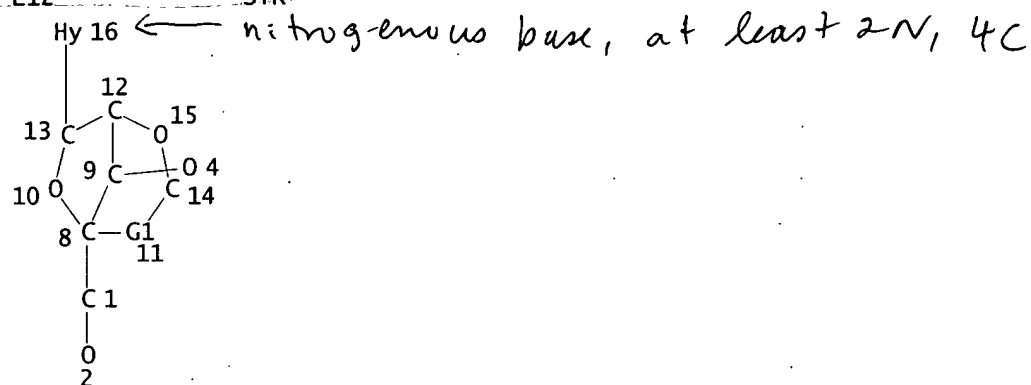 Hy 16 ← nitrogenous base, at least 2N, 4C
12
C 15
13 C O
9 C O 4
10 O C 14
8 C G1
11
C 1
O
2